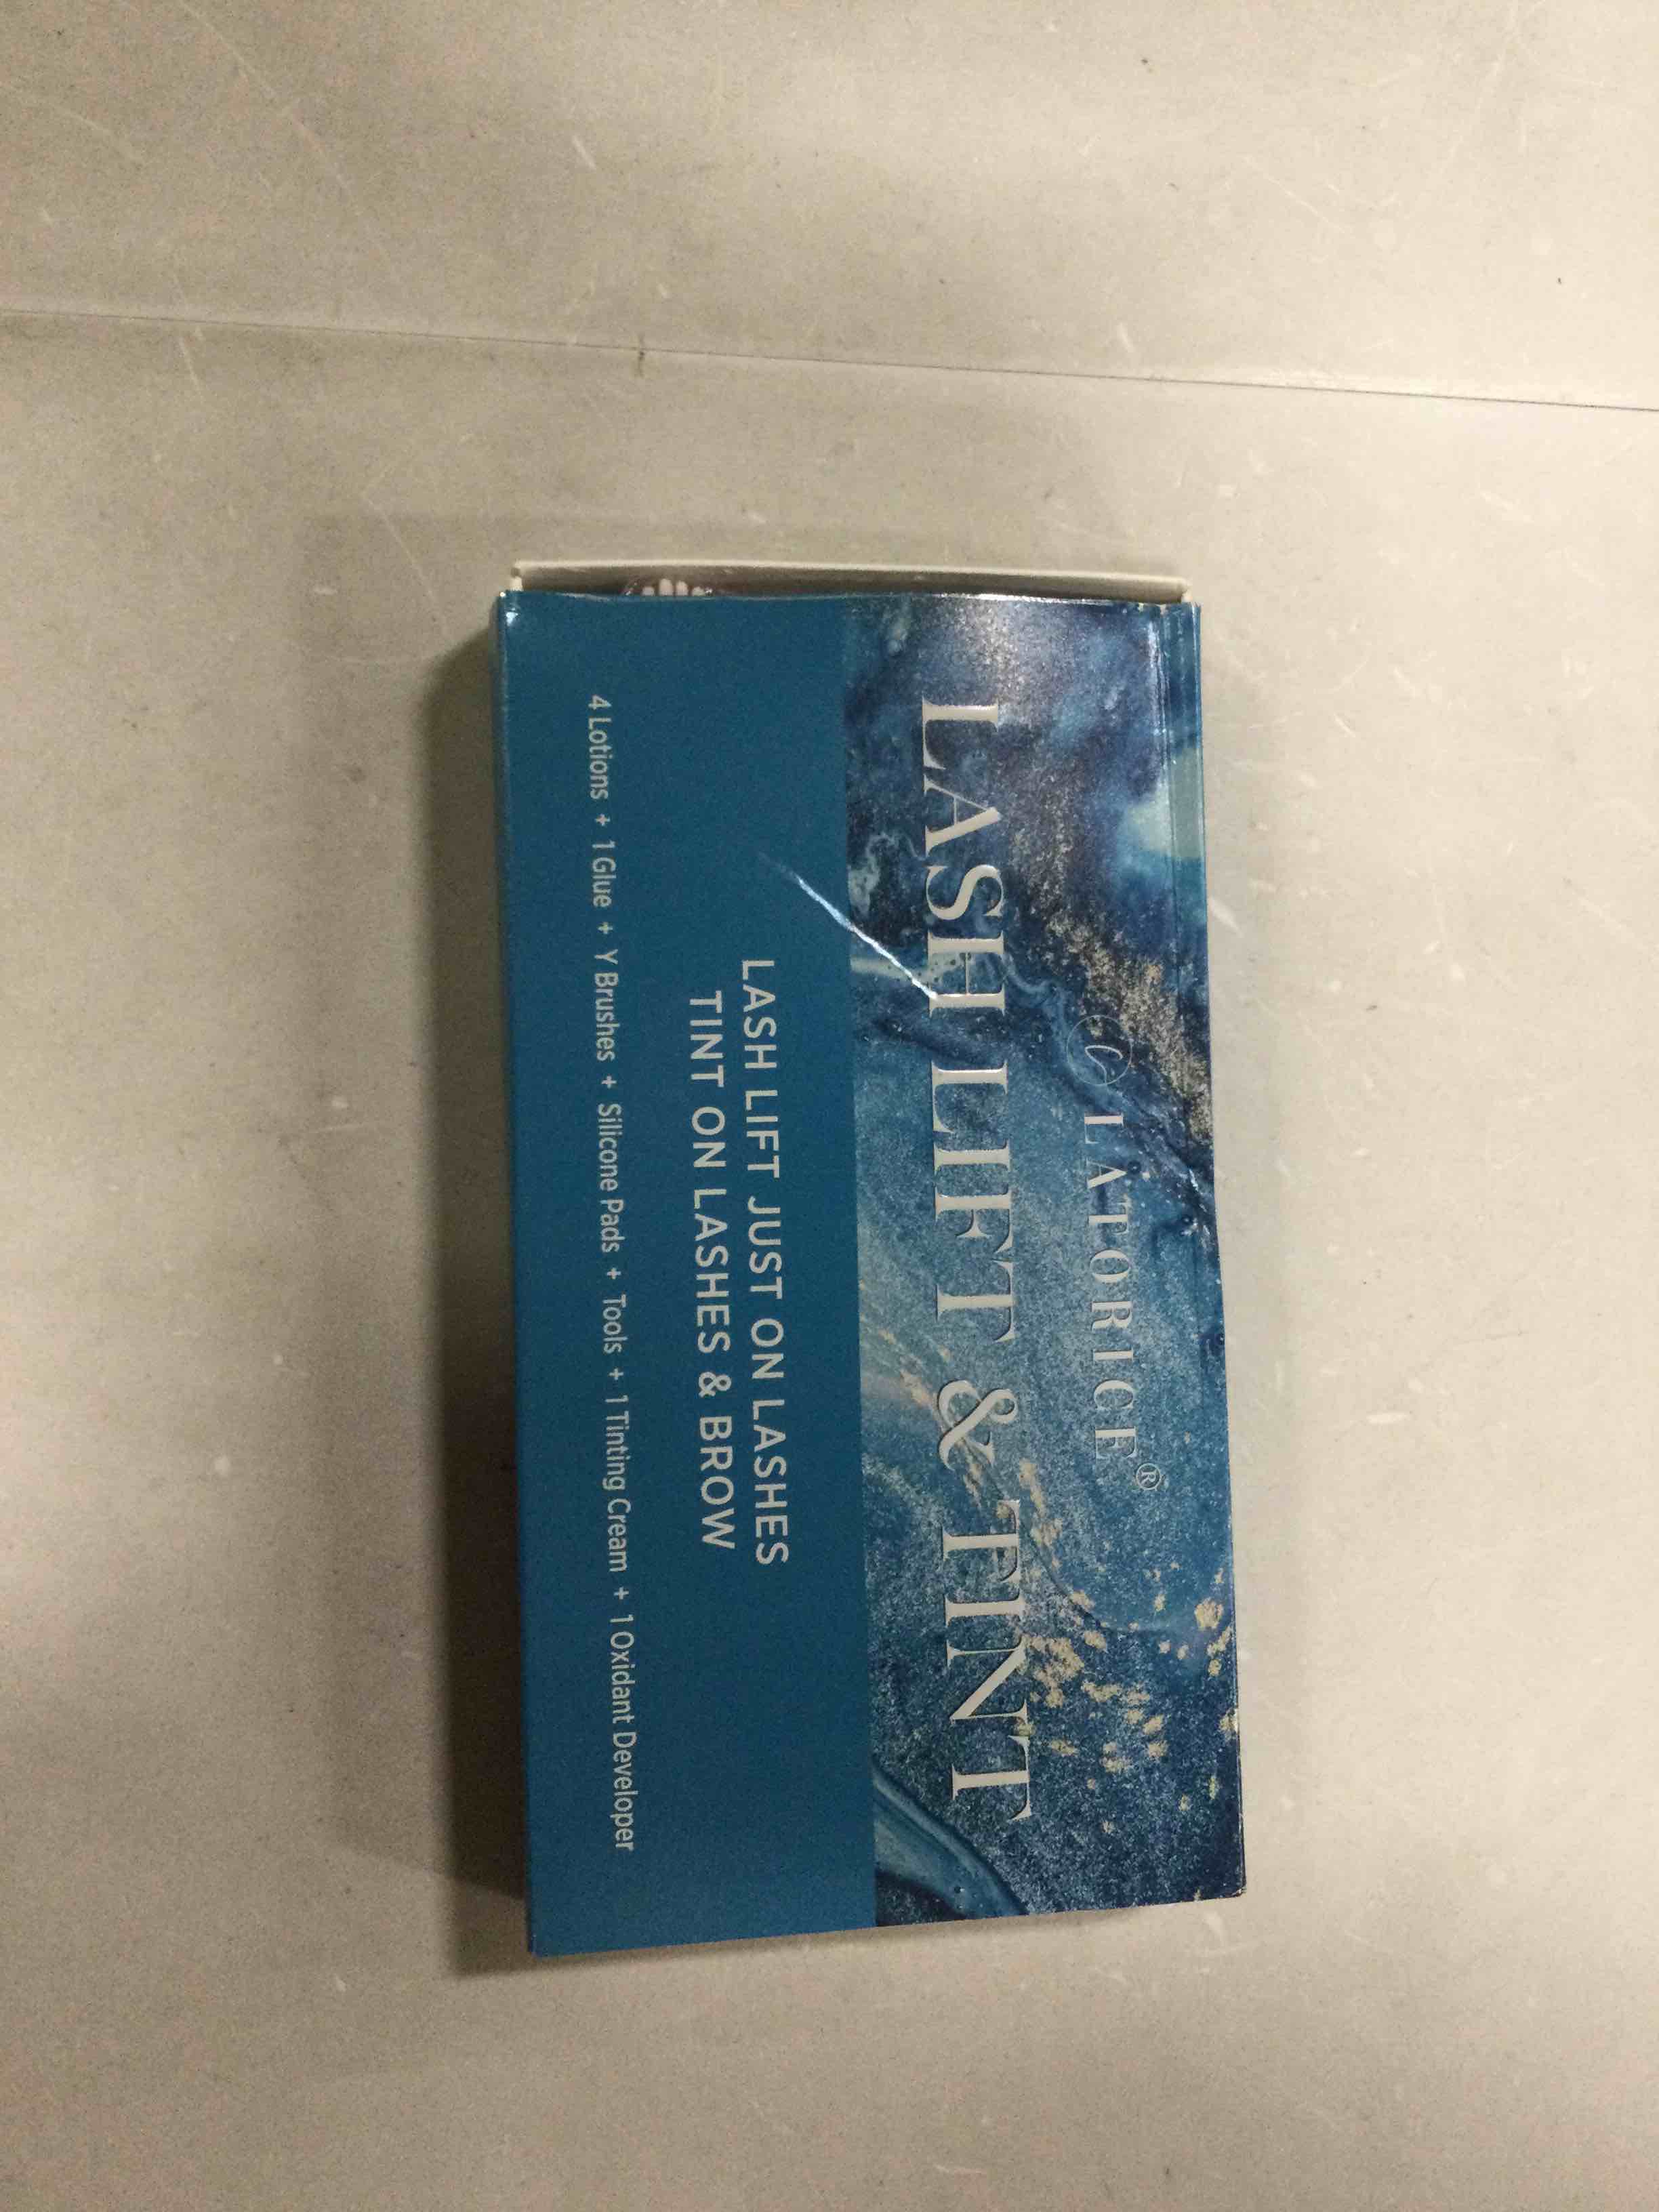 LATORICE®
LASH LIFT & TINT
LASH LIFT JUST ON LASHES
TINT ON LASHES & BROW
4 Lotions + 1 Glue + Y Brushes + Silicone Pads + Tools + 1 Tinting Cream + 1 Oxidant Developer